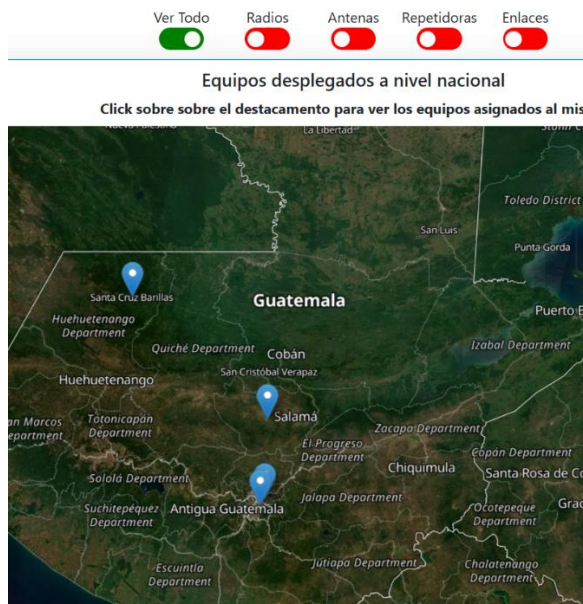 Ver Todo Radios Antenas Repetidoras Enlaces
Equipos desplegados a nivel nacional
Click sobre sobre el destacamento para ver los equipos asignados al mis
La Libertad
Toledo District
San Luis
Punta Gorda
Santa Cruz Barillas
Guatemala
Puerto B
Huehuetenango
Department
Quiché Department
Izabal Department
Cobán
San Cristóbal Verapaz
Huehuetenango
an Marcos
epartment
Totonicapán
Department
Salamá
Zacapa Department
El Progreso
Department
Copán Department
Chiquimula
Santa Rosa de Co
Sololá Department
Jalapa Department
Suchitepéquez
Department
Antigua Guatemala
Ocotepeque
Department
Grac
Escuintla
Department
Jutiapa Department
Chalatenango
Department